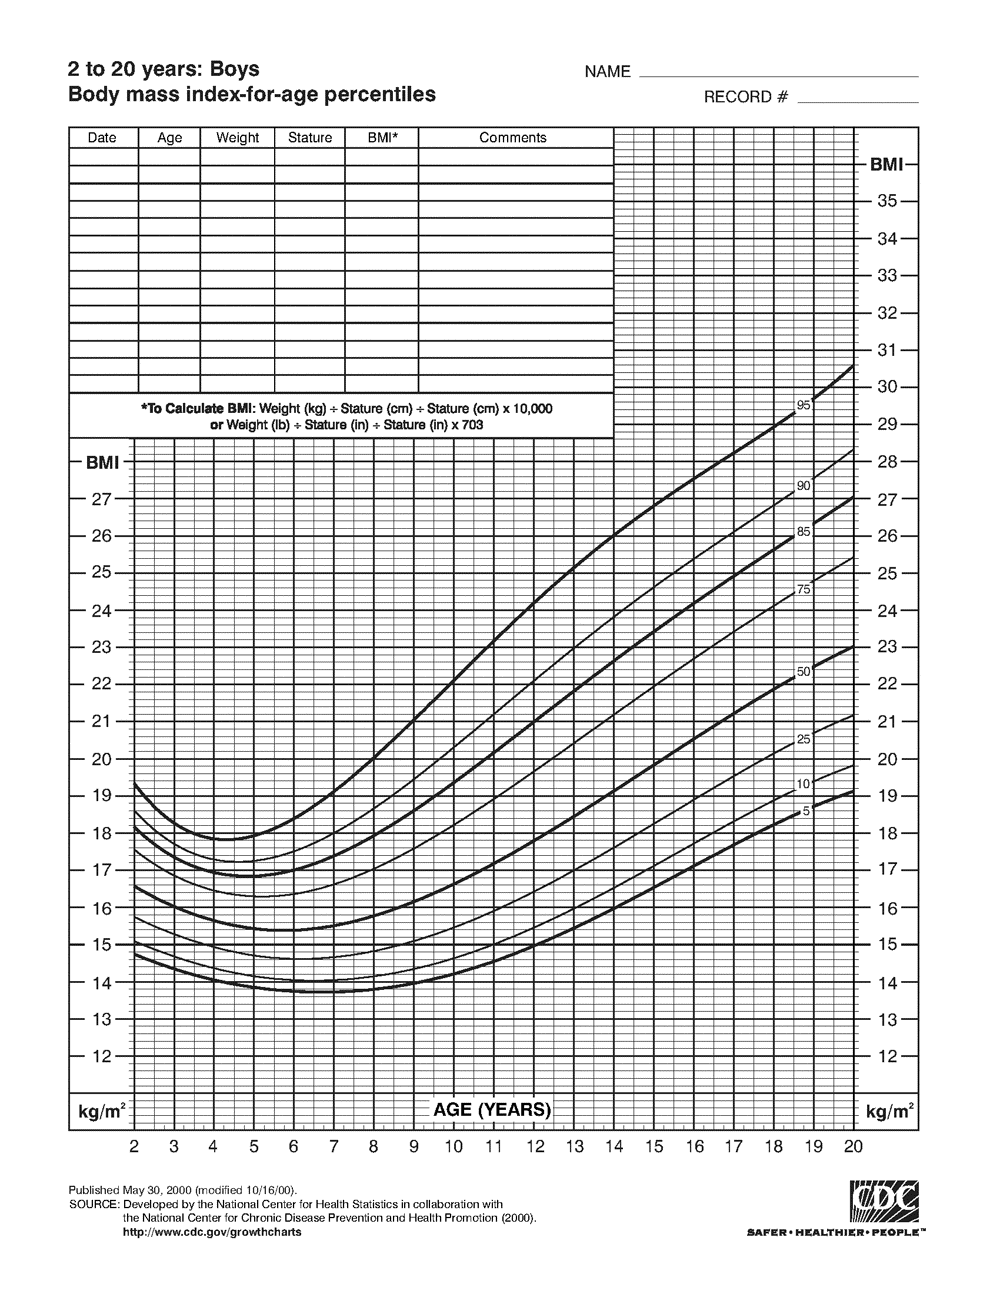 2 to 20 years: Boys
Body mass index-for-age percentiles
NAME
RECORD #
Date Age Weight Stature BMI* Comments
*To Calculate BMI: Weight (kg) ÷ Stature (cm) ÷ Stature (cm) x 10,000
or Weight (lb) ÷ Stature (in) ÷ Stature (in) x 703
BMI
35
34
33
32
31
30
29
28
27
26
25
24
23
22
21
20
19
18
17
16
15
14
13
12
kg/m²
95
90
85
75
50
25
10
5
BMI
27
26
25
24
23
22
21
20
19
18
17
16
15
14
13
12
kg/m²
AGE (YEARS)
2 3 4 5 6 7 8 9 10 11 12 13 14 15 16 17 18 19 20
Published May 30, 2000 (modified 10/16/00).
SOURCE: Developed by the National Center for Health Statistics in collaboration with
the National Center for Chronic Disease Prevention and Health Promotion (2000).
http://www.cdc.gov/growthcharts
CDC
SAFER • HEALTHIER • PEOPLE™